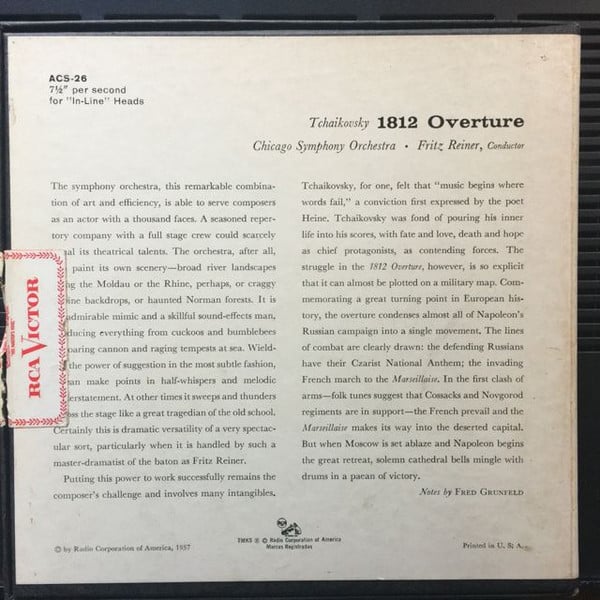 ACS-26
7½" per second
for "In-Line" Heads
Tchaikovsky 1812 Overture
Chicago Symphony Orchestra • Fritz Reiner, Conductor
The symphony orchestra, this remarkable combina-
tion of art and efficiency, is able to serve composers
as an actor with a thousand faces. A seasoned reper-
tory company with a full stage crew could scarcely
its theatrical talents. The orchestra, after all,
paint its own scenery—broad river landscapes
the Moldau or the Rhine, perhaps, or craggy
backdrops, or haunted Norman forests. It is
admirable mimic and a skillful sound-effects man,
everything from cuckoos and bumblebees
cannon and raging tempests at sea. Wield-
the power of suggestion in the most subtle fashion,
can make points in half-whispers and melodic
At other times it sweeps and thunders
the stage like a great tragedian of the old school.
Certainly this is dramatic versatility of a very spectac-
ular sort, particularly when it is handled by such a
master-dramatist of the baton as Fritz Reiner.
Putting this power to work successfully remains the
composer's challenge and involves many intangibles.
Tchaikovsky, for one, felt that "music begins where
words fail," a conviction first expressed by the poet
Heine. Tchaikovsky was fond of pouring his inner
life into his scores, with fate and love, death and hope
as chief protagonists, as contending forces. The
struggle in the 1812 Overture, however, is so explicit
that it can almost be plotted on a military map. Com-
memorating a great turning point in European his-
tory, the overture condenses almost all of Napoleon's
Russian campaign into a single movement. The lines
of combat are clearly drawn: the defending Russians
have their Czarist National Anthem; the invading
French march to the Marseillaise. In the first clash of
arms—folk tunes suggest that Cossacks and Novgorod
regiments are in support—the French prevail and the
Marseillaise makes its way into the deserted capital.
But when Moscow is set ablaze and Napoleon begins
the great retreat, solemn cathedral bells mingle with
drums in a paean of victory.
Notes by FRED GRUNFELD
RCA VICTOR
© by Radio Corporation of America, 1957
TMKS ® © Radio Corporation of America
Marcas Registradas
Printed in U. S. A.